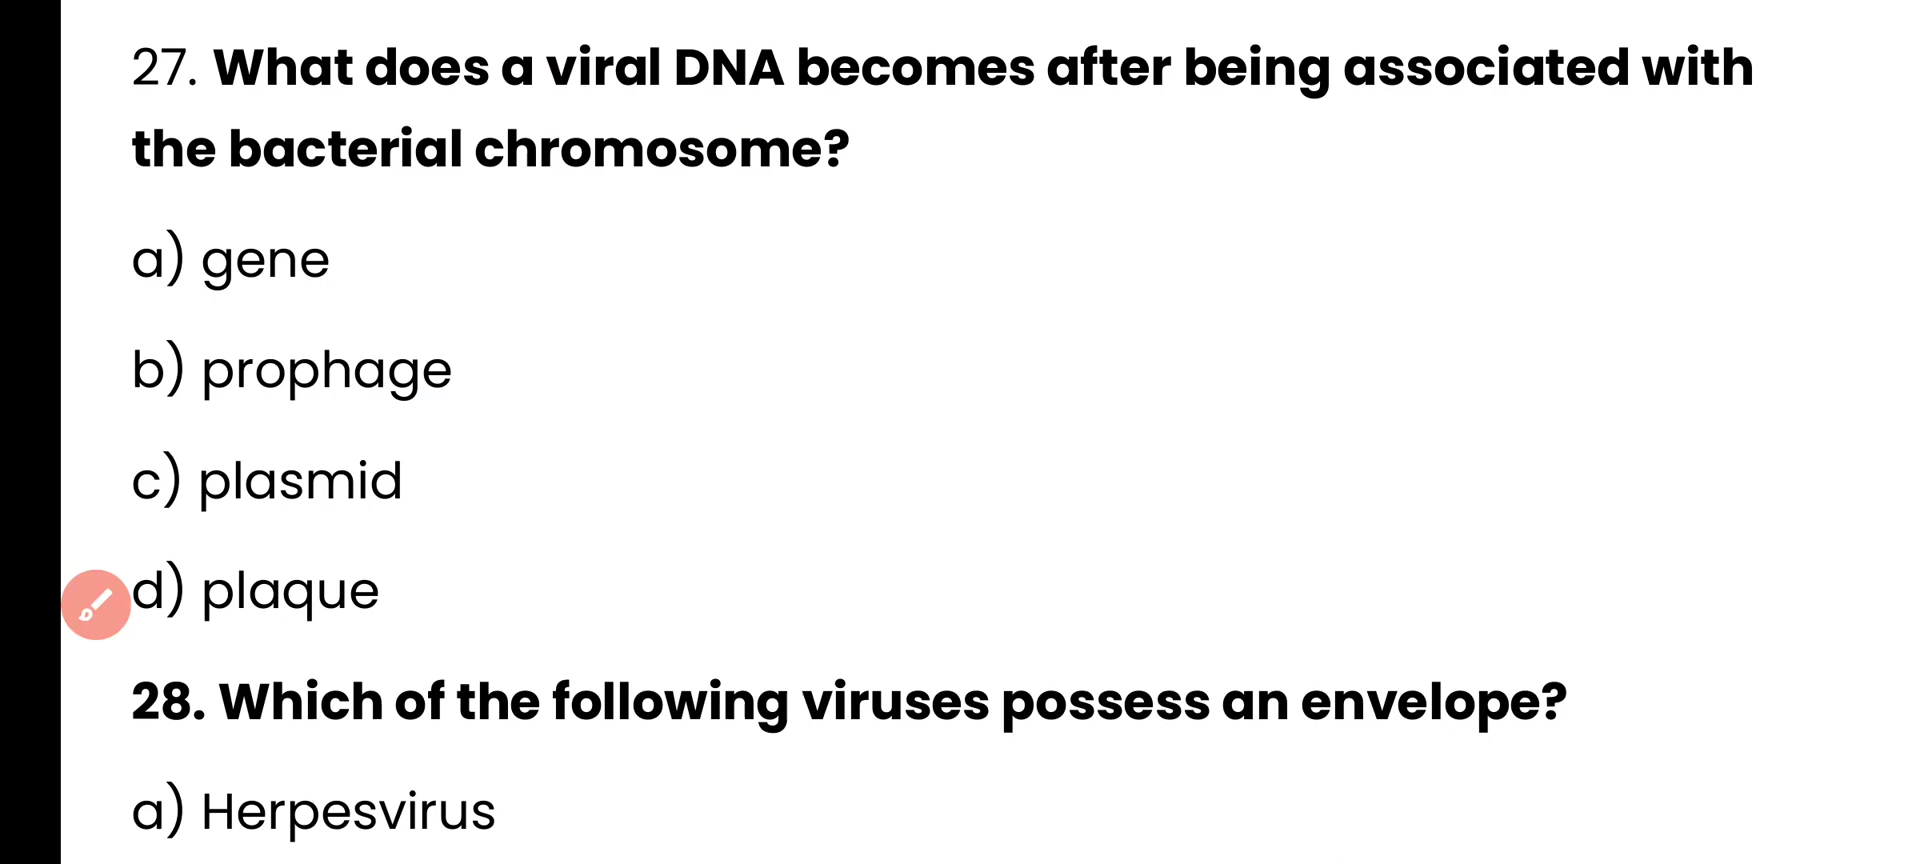 27. What does a viral DNA becomes after being associated with
the bacterial chromosome?
a) gene
b) prophage
c) plasmid
d) plaque
28. Which of the following viruses possess an envelope?
a) Herpesvirus